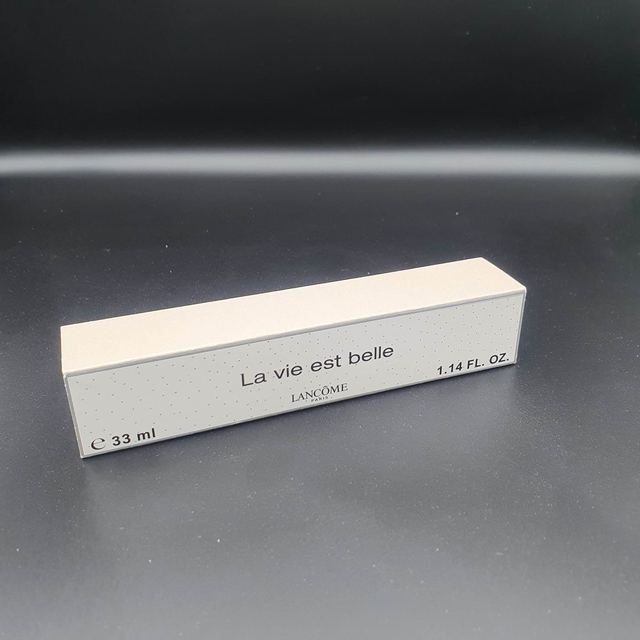 La vie est belle
LANCÔME
PARIS
℮ 33 ml
1.14 FL. OZ.